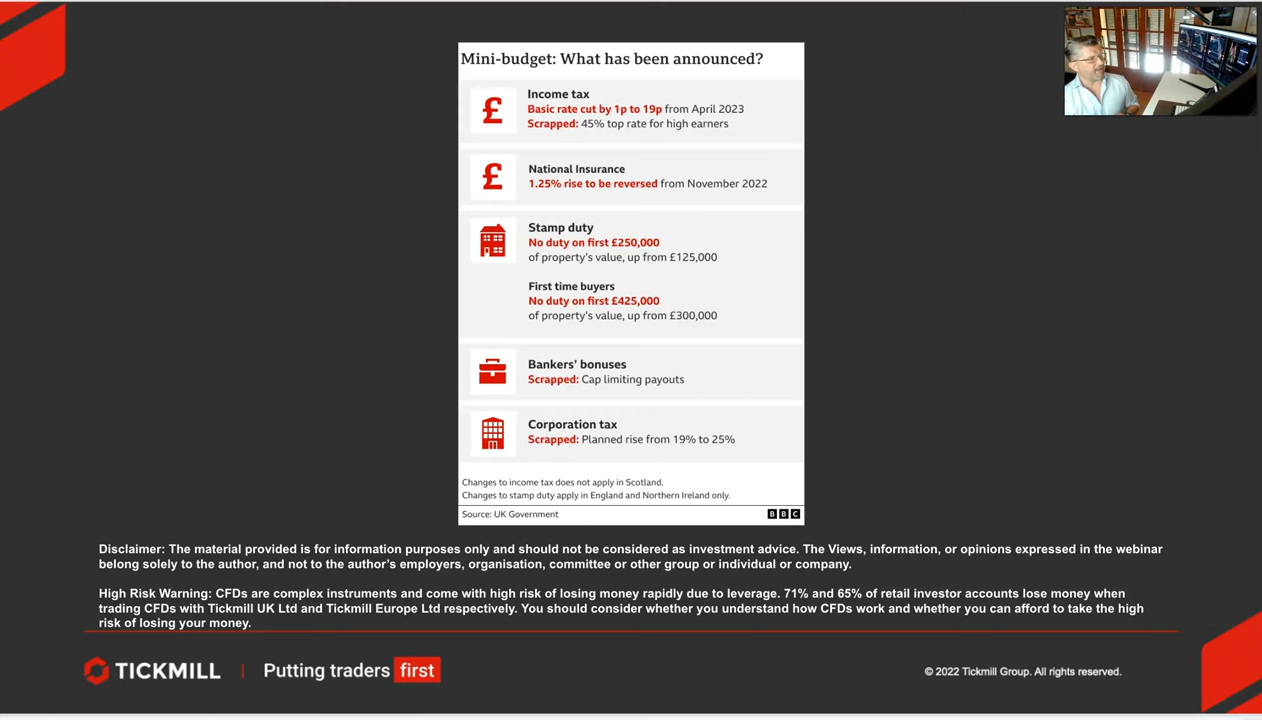 Mini-budget: What has been announced?
£
Income tax
Basic rate cut by 1p to 19p from April 2023
Scrapped: 45% top rate for high earners
£
National Insurance
1.25% rise to be reversed from November 2022
Stamp duty
No duty on first £250,000
of property's value, up from £125,000
First time buyers
No duty on first £425,000
of property's value, up from £300,000
Bankers' bonuses
Scrapped: Cap limiting payouts
Corporation tax
Scrapped: Planned rise from 19% to 25%
Changes to income tax does not apply in Scotland.
Changes to stamp duty apply in England and Northern Ireland only.
Source: UK Government
BBC
Disclaimer: The material provided is for information purposes only and should not be considered as investment advice. The Views, information, or opinions expressed in the webinar
belong solely to the author, and not to the author's employers, organisation, committee or other group or individual or company.
High Risk Warning: CFDs are complex instruments and come with high risk of losing money rapidly due to leverage. 71% and 65% of retail investor accounts lose money when
trading CFDs with Tickmill UK Ltd and Tickmill Europe Ltd respectively. You should consider whether you understand how CFDs work and whether you can afford to take the high
risk of losing your money.
TICKMILL | Putting traders first
© 2022 Tickmill Group. All rights reserved.